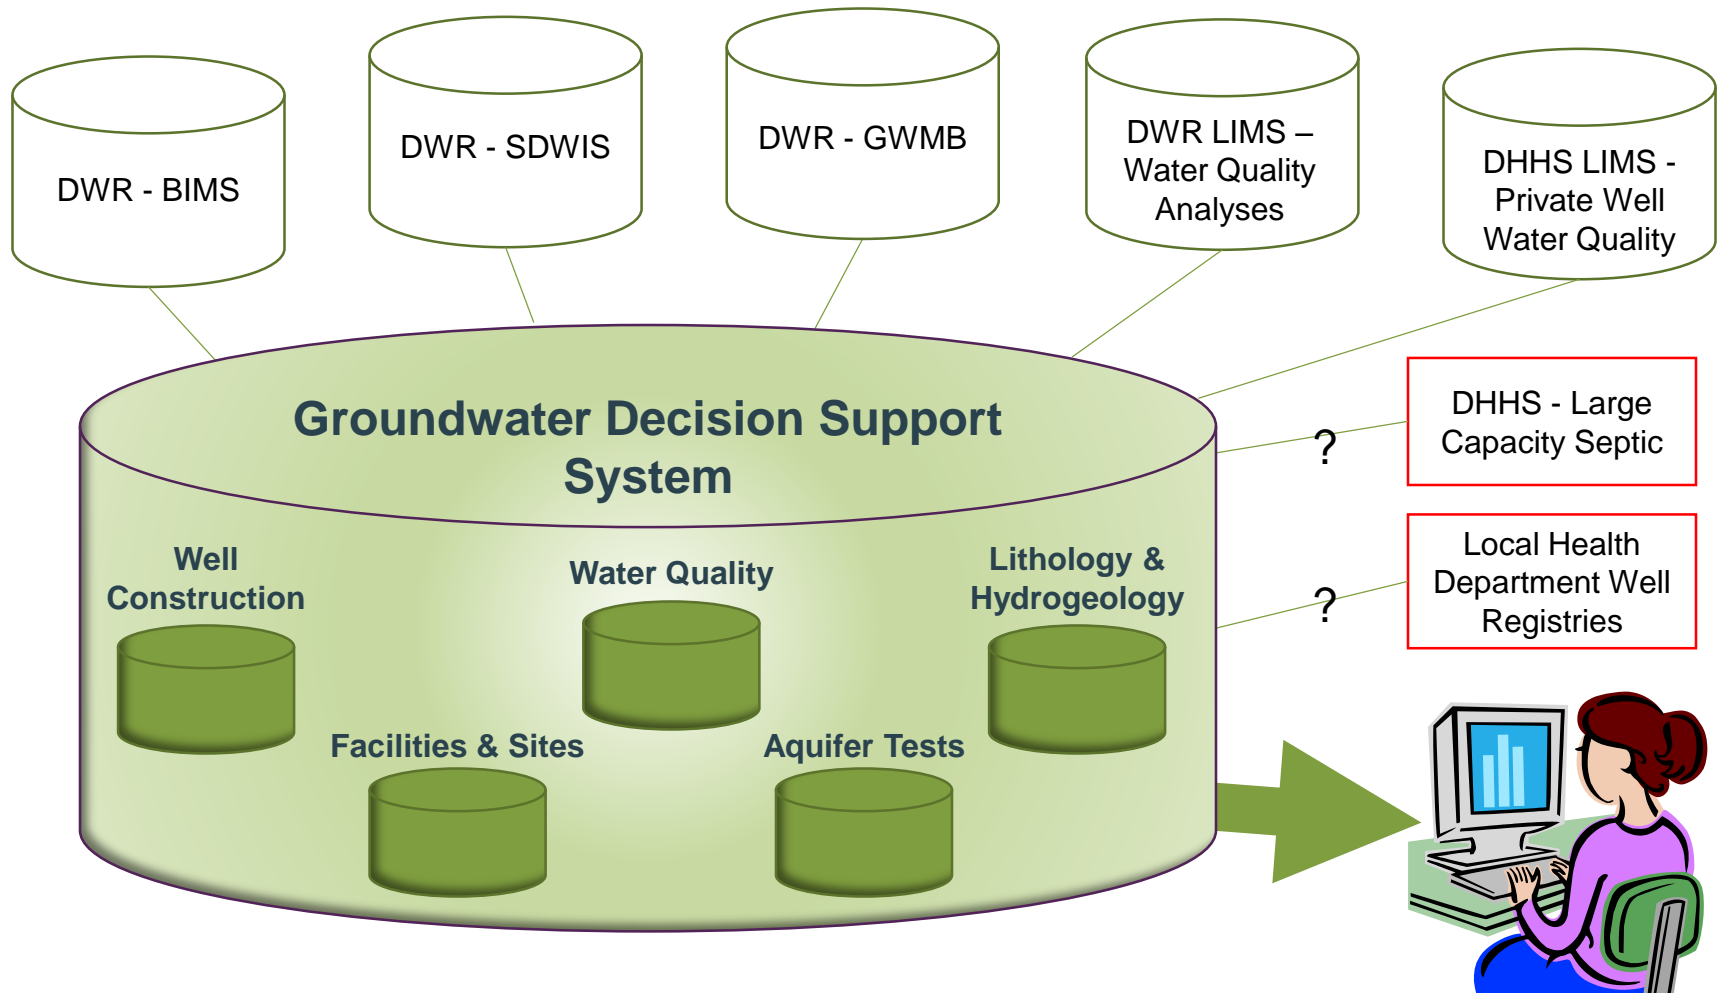 DWR - BIMS
DWR - SDWIS
DWR - GWMB
DWR LIMS –
Water Quality
Analyses
DHHS LIMS -
Private Well
Water Quality
Groundwater Decision Support
System
DHHS - Large
Capacity Septic
?
Local Health
Department Well
Registries
?
Well
Construction
Water Quality
Lithology &
Hydrogeology
Facilities & Sites
Aquifer Tests